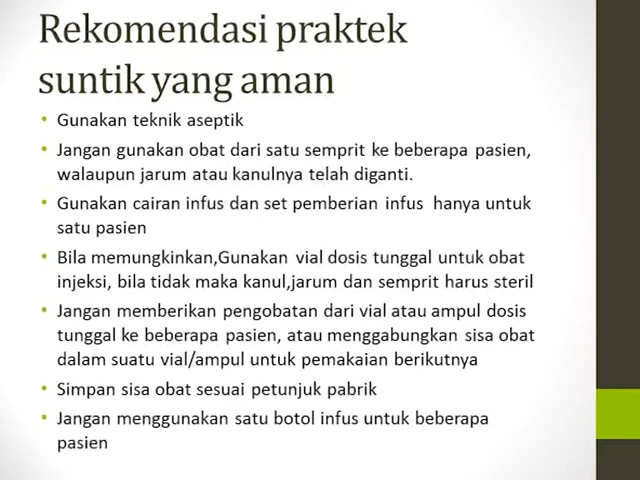 Rekomendasi praktek
suntik yang aman
• Gunakan teknik aseptik
• Jangan gunakan obat dari satu semprit ke beberapa pasien,
walaupun jarum atau kanulnya telah diganti.
• Gunakan cairan infus dan set pemberian infus hanya untuk
satu pasien
• Bila memungkinkan,Gunakan vial dosis tunggal untuk obat
injeksi, bila tidak maka kanul,jarum dan semprit harus steril
• Jangan memberikan pengobatan dari vial atau ampul dosis
tunggal ke beberapa pasien, atau menggabungkan sisa obat
dalam suatu vial/ampul untuk pemakaian berikutnya
• Simpan sisa obat sesuai petunjuk pabrik
• Jangan menggunakan satu botol infus untuk beberapa
pasien